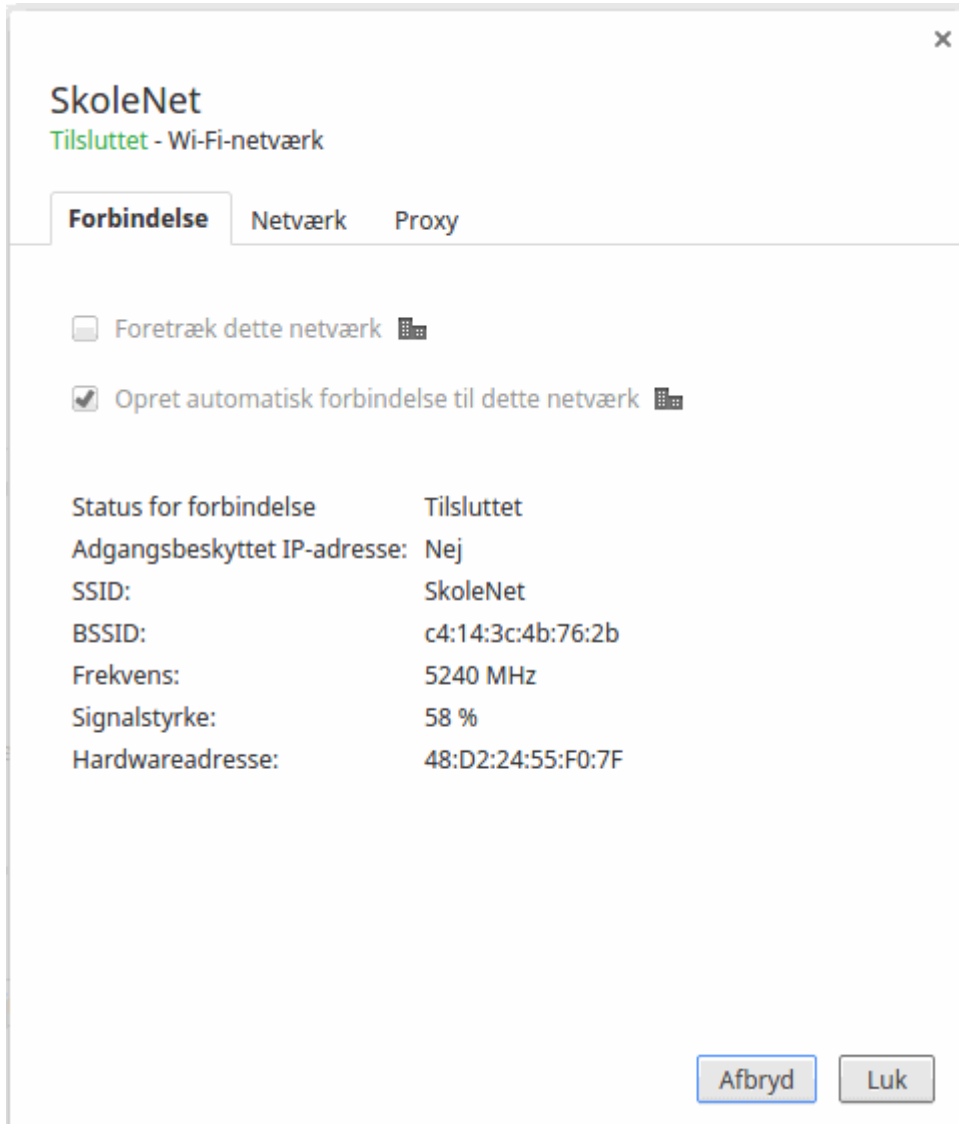 ×
SkoleNet
Tilsluttet - Wi-Fi-netværk
Forbindelse Netværk Proxy
Foretræk dette netværk
Opret automatisk forbindelse til dette netværk
Status for forbindelse Tilsluttet
Adgangsbeskyttet IP-adresse: Nej
SSID: SkoleNet
BSSID: c4:14:3c:4b:76:2b
Frekvens: 5240 MHz
Signalstyrke: 58 %
Hardwareadresse: 48:D2:24:55:F0:7F
Afbryd Luk